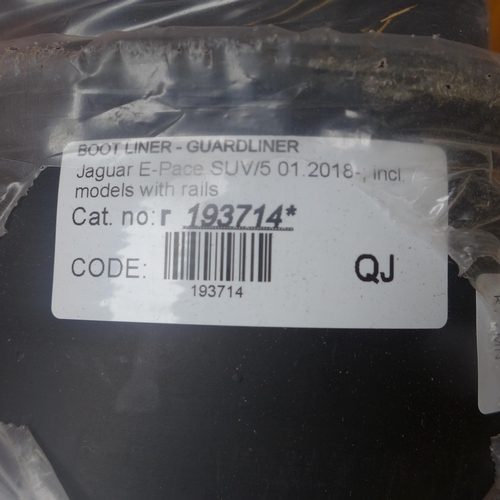 BOOT LINER - GUARDLINER
Jaguar E-Pace SUV/5 01.2018-; incl
models with rails
Cat. no: r 193714*
CODE:
193714
QJ